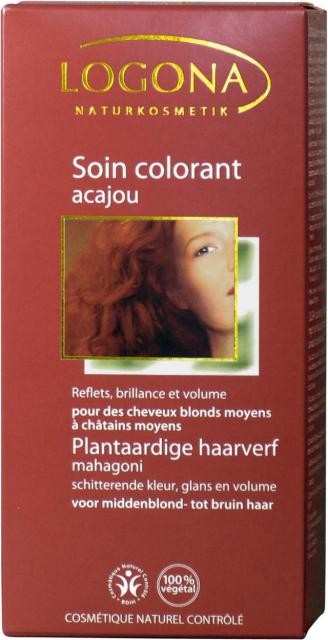 LOGONA
NATURKOSMETIK
Soin colorant
acajou
Reflets, brillance et volume
pour des cheveux blonds moyens
à châtains moyens
Plantaardige haarverf
mahagoni
schitterende kleur, glans en volume
voor middenblond- tot bruin haar
Cosmétique Naturel Contrôlé
BDIH
100%
végétal
COSMÉTIQUE NATUREL CONTRÔLÉ